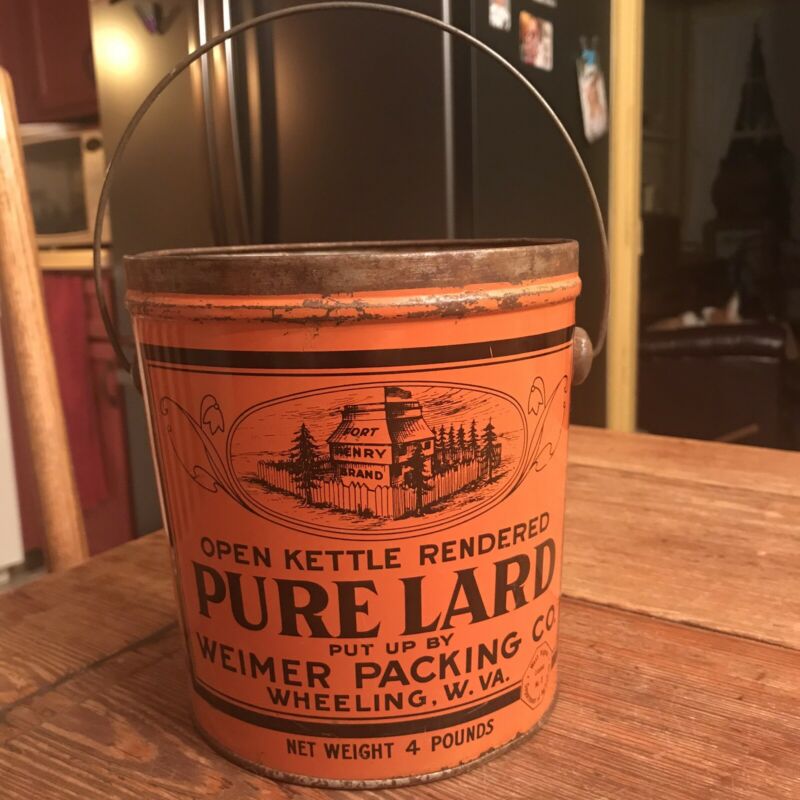 FORT
HENRY
BRAND
OPEN KETTLE RENDERED
PURE LARD
PUT UP BY
WEIMER PACKING CO.
WHEELING, W. VA.
NET WEIGHT 4 POUNDS